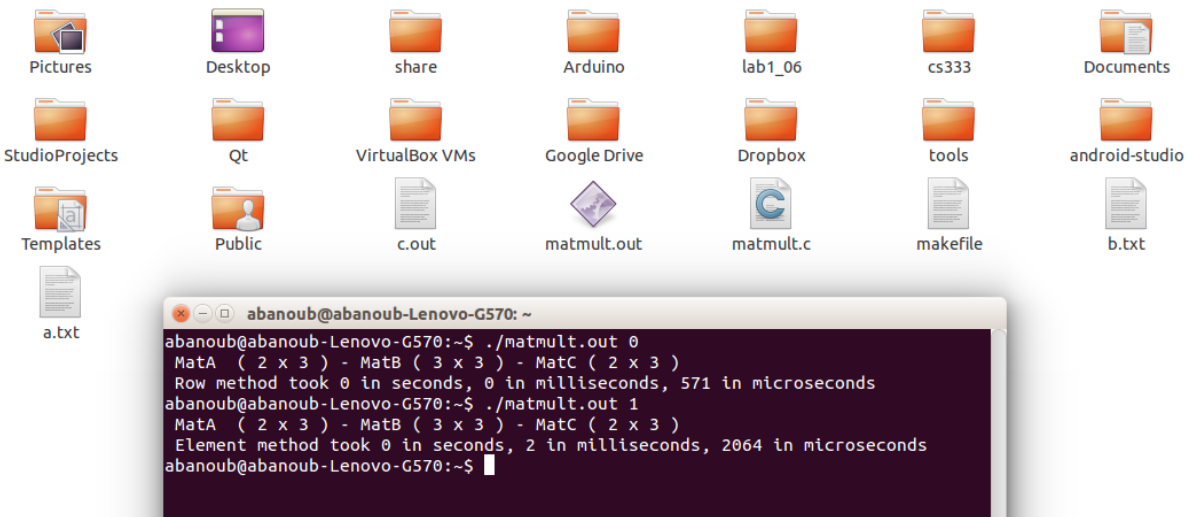 Pictures Desktop share Arduino lab1_06 cs333 Documents
StudioProjects Qt VirtualBox VMs Google Drive Dropbox tools android-studio
Templates Public c.out matmult.out matmult.c makefile b.txt
a.txt
abanoub@abanoub-Lenovo-G570: ~
abanoub@abanoub-Lenovo-G570:~$ ./matmult.out 0
MatA ( 2 x 3 ) - MatB ( 3 x 3 ) - MatC ( 2 x 3 )
Row method took 0 in seconds, 0 in milliseconds, 571 in microseconds
abanoub@abanoub-Lenovo-G570:~$ ./matmult.out 1
MatA ( 2 x 3 ) - MatB ( 3 x 3 ) - MatC ( 2 x 3 )
Element method took 0 in seconds, 2 in milliseconds, 2064 in microseconds
abanoub@abanoub-Lenovo-G570:~$